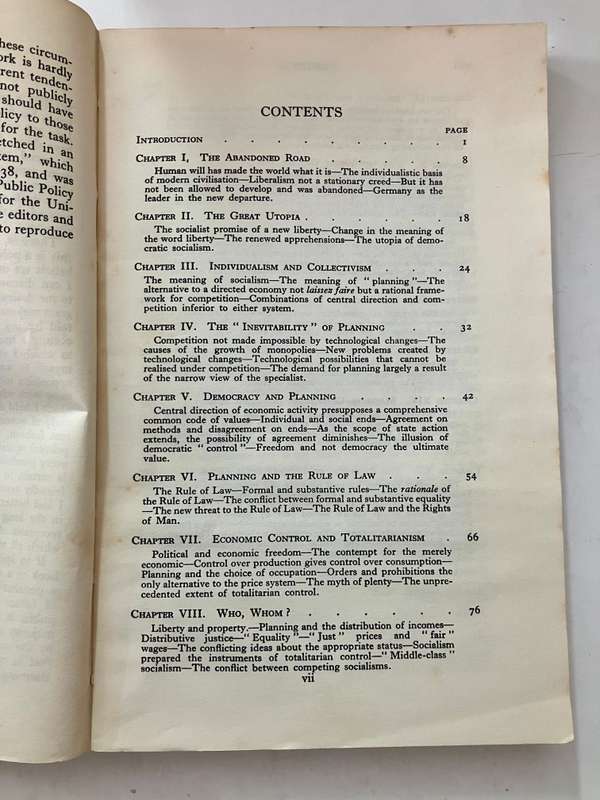 hese circum-
ork is hardly
rent tenden-
not publicly
should have
licy to those
for the task.
etched in an
tem," which
38, and was
Public Policy
for the Uni-
e editors and
to reproduce
CONTENTS
PAGE
INTRODUCTION . . . . . . . . 1
CHAPTER I, THE ABANDONED ROAD . . . . . 8
Human will has made the world what it is—The individualistic basis
of modern civilisation—Liberalism not a stationary creed—But it has
not been allowed to develop and was abandoned—Germany as the
leader in the new departure.
CHAPTER II. THE GREAT UTOPIA . . . . . . 18
The socialist promise of a new liberty—Change in the meaning of
the word liberty—The renewed apprehensions—The utopia of demo-
cratic socialism.
CHAPTER III. INDIVIDUALISM AND COLLECTIVISM . . . 24
The meaning of socialism—The meaning of "planning"—The
alternative to a directed economy not laissez faire but a rational frame-
work for competition—Combinations of central direction and com-
petition inferior to either system.
CHAPTER IV. THE "INEVITABILITY" OF PLANNING . . 32
Competition not made impossible by technological changes—The
causes of the growth of monopolies—New problems created by
technological changes—Technological possibilities that cannot be
realised under competition—The demand for planning largely a result
of the narrow view of the specialist.
CHAPTER V. DEMOCRACY AND PLANNING . . . . 42
Central direction of economic activity presupposes a comprehensive
common code of values—Individual and social ends—Agreement on
methods and disagreement on ends—As the scope of state action
extends, the possibility of agreement diminishes—The illusion of
democratic "control"—Freedom and not democracy the ultimate
value.
CHAPTER VI. PLANNING AND THE RULE OF LAW . . . 54
The Rule of Law—Formal and substantive rules—The rationale of
the Rule of Law—The conflict between formal and substantive equality
—The new threat to the Rule of Law—The Rule of Law and the Rights
of Man.
CHAPTER VII. ECONOMIC CONTROL AND TOTALITARIANISM . 66
Political and economic freedom—The contempt for the merely
economic—Control over production gives control over consumption—
Planning and the choice of occupation—Orders and prohibitions the
only alternative to the price system—The myth of plenty—The unpre-
cedented extent of totalitarian control.
CHAPTER VIII. WHO, WHOM? . . . . . . 76
Liberty and property.—Planning and the distribution of incomes—
Distributive justice—"Equality"—"Just" prices and "fair"
wages—The conflicting ideas about the appropriate status—Socialism
prepared the instruments of totalitarian control—"Middle-class"
socialism—The conflict between competing socialisms.
vii